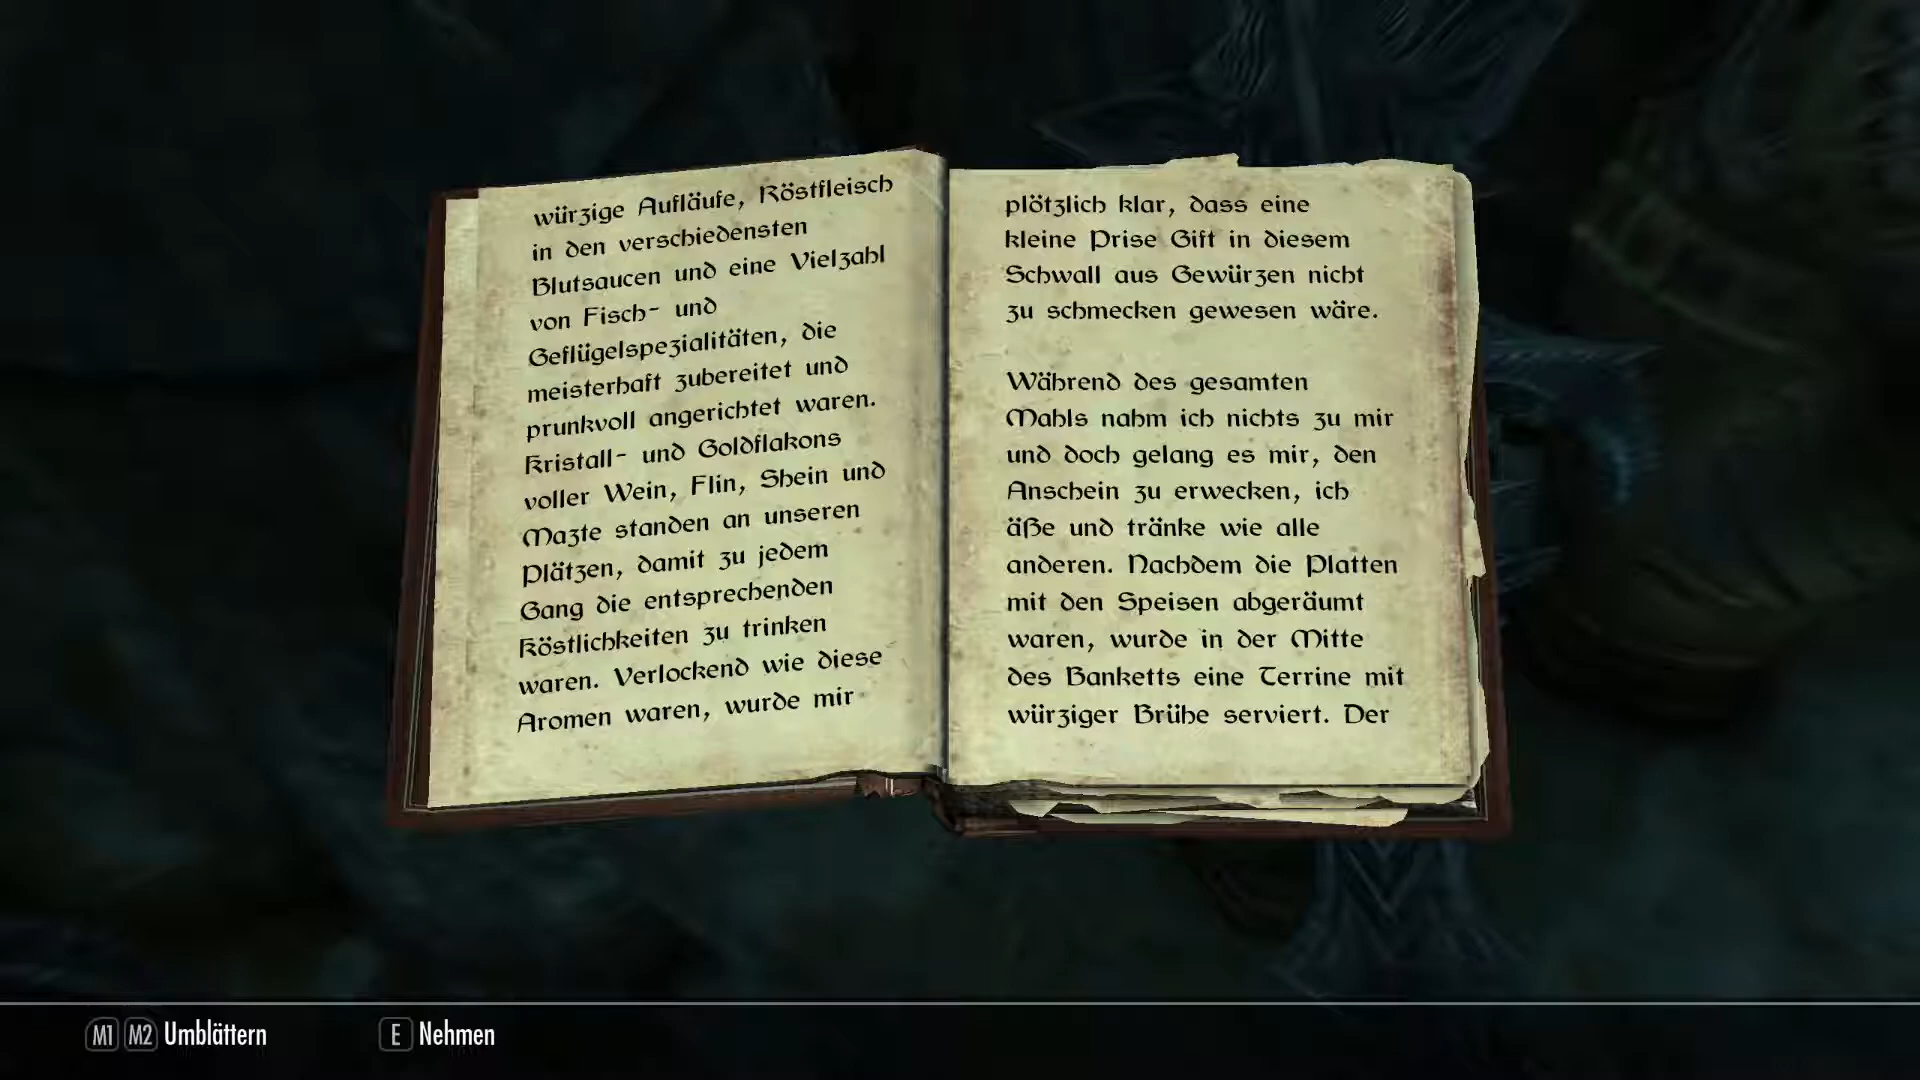 würzige Aufläufe, Röstfleisch
in den verschiedensten
Blutsaucen und eine Vielzahl
von Fisch- und
Geflügelspezialitäten, die
meisterhaft zubereitet und
prunkvoll angerichtet waren.
Kristall- und Goldflakons
voller Wein, Flin, Shein und
Mazte standen an unseren
Plätzen, damit zu jedem
Gang die entsprechenden
Köstlichkeiten zu trinken
waren. Verlockend wie diese
Aromen waren, wurde mir
plötzlich klar, dass eine
kleine Prise Gift in diesem
Schwall aus Gewürzen nicht
zu schmecken gewesen wäre.
Während des gesamten
Mahls nahm ich nichts zu mir
und doch gelang es mir, den
Anschein zu erwecken, ich
äße und tränke wie alle
anderen. Nachdem die Platten
mit den Speisen abgeräumt
waren, wurde in der Mitte
des Banketts eine Terrine mit
würziger Brühe serviert. Der
M1 M2 Umblättern
E Nehmen